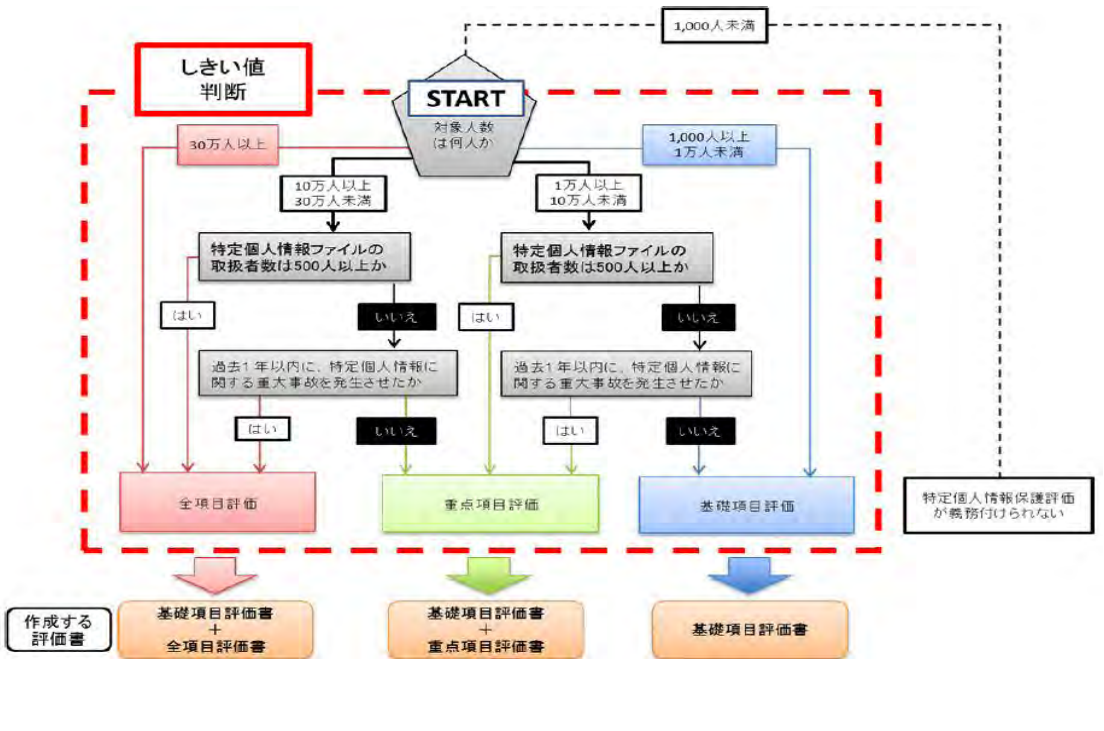 1,000人未満
しきい値
判断
START
対象人数
は何人か
30万人以上
1,000人以上
1万人未満
10万人以上
30万人未満
1万人以上
10万人未満
特定個人情報ファイルの
取扱者数は500人以上か
特定個人情報ファイルの
取扱者数は500人以上か
はい
いいえ
はい
いいえ
過去1年以内に、特定個人情報に
関する重大事故を発生させたか
過去1年以内に、特定個人情報に
関する重大事故を発生させたか
はい
いいえ
はい
いいえ
全項目評価
重点項目評価
基礎項目評価
特定個人情報保護評価
が義務付けられない
作成する
評価書
基礎項目評価書
+
全項目評価書
基礎項目評価書
+
重点項目評価書
基礎項目評価書